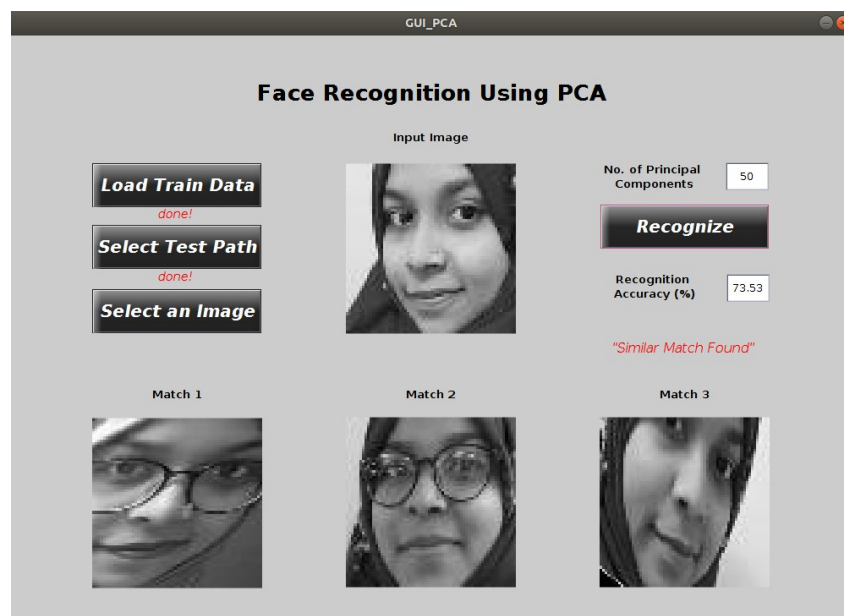 GUI_PCA
Face Recognition Using PCA
Input Image
Load Train Data
done!
Select Test Path
done!
Select an Image
No. of Principal
Components
50
Recognize
Recognition
Accuracy (%)
73.53
"Similar Match Found"
Match 1
Match 2
Match 3